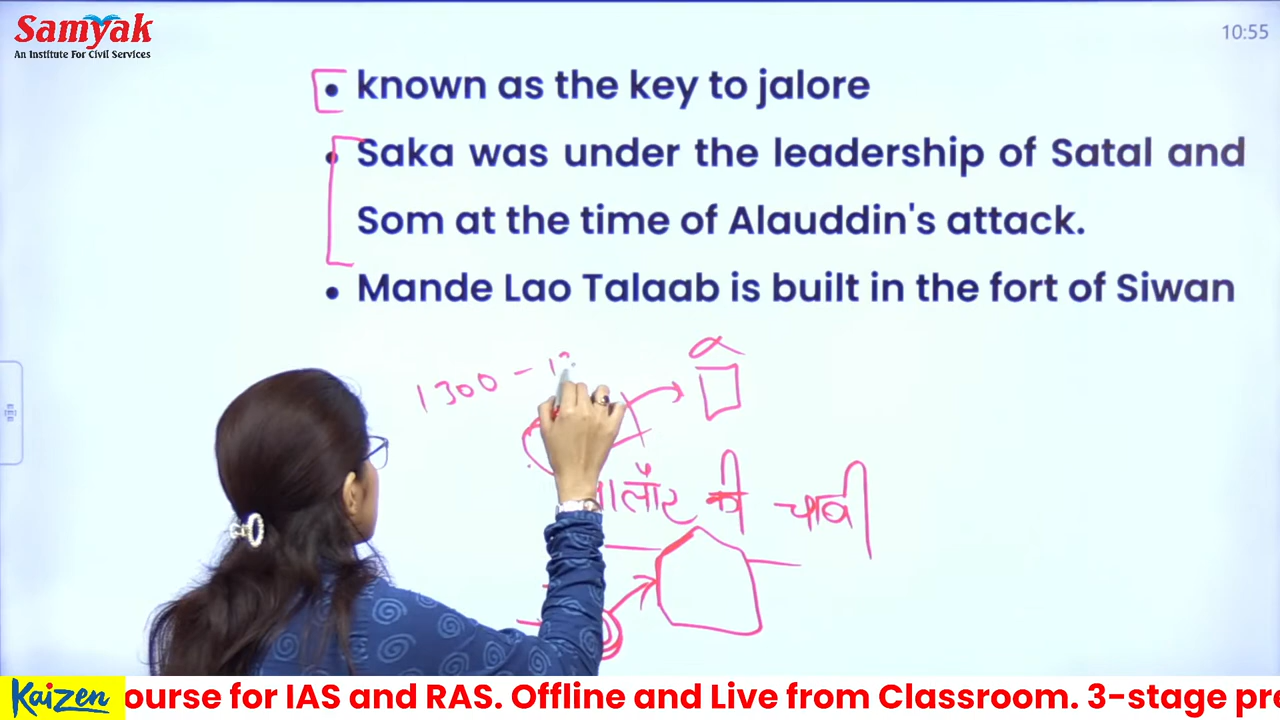 Samyak
An Institute For Civil Services
10:55
• known as the key to jalore
• Saka was under the leadership of Satal and
Som at the time of Alauddin's attack.
• Mande Lao Talaab is built in the fort of Siwan
1300 -
की चाबी
Kaizen ourse for IAS and RAS. Offline and Live from Classroom. 3-stage pre